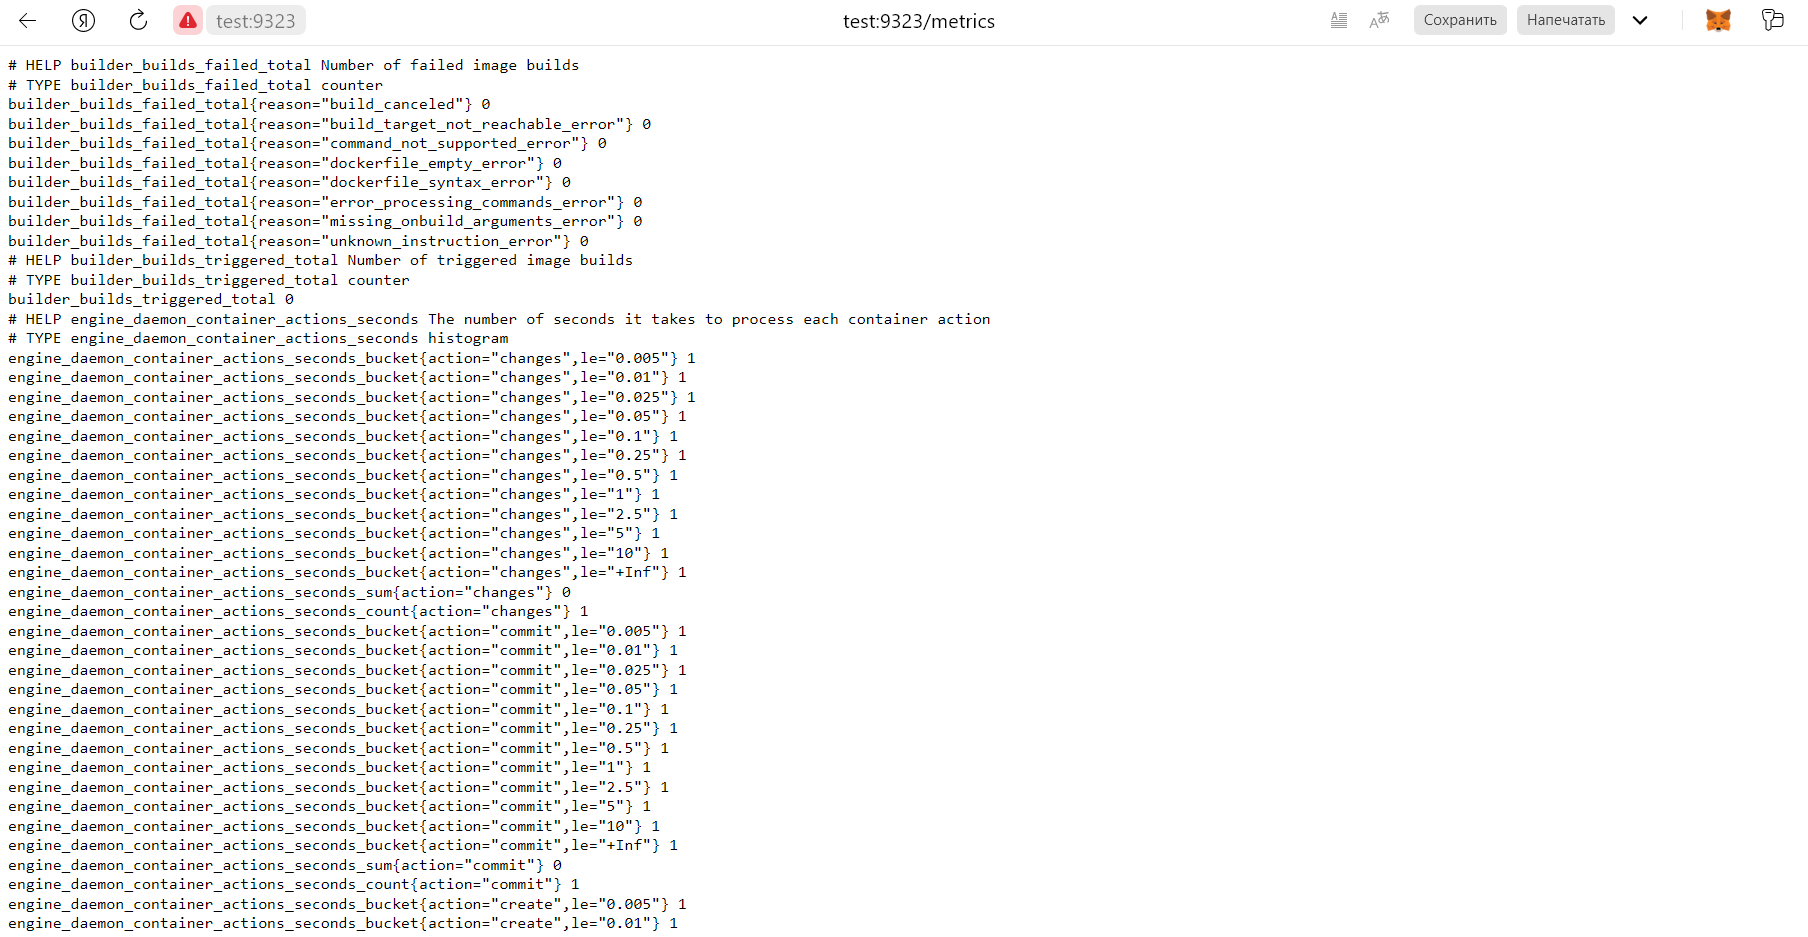 Я test:9323 test:9323/metrics Сохранить Напечатать
# HELP builder_builds_failed_total Number of failed image builds
# TYPE builder_builds_failed_total counter
builder_builds_failed_total{reason="build_canceled"} 0
builder_builds_failed_total{reason="build_target_not_reachable_error"} 0
builder_builds_failed_total{reason="command_not_supported_error"} 0
builder_builds_failed_total{reason="dockerfile_empty_error"} 0
builder_builds_failed_total{reason="dockerfile_syntax_error"} 0
builder_builds_failed_total{reason="error_processing_commands_error"} 0
builder_builds_failed_total{reason="missing_onbuild_arguments_error"} 0
builder_builds_failed_total{reason="unknown_instruction_error"} 0
# HELP builder_builds_triggered_total Number of triggered image builds
# TYPE builder_builds_triggered_total counter
builder_builds_triggered_total 0
# HELP engine_daemon_container_actions_seconds The number of seconds it takes to process each container action
# TYPE engine_daemon_container_actions_seconds histogram
engine_daemon_container_actions_seconds_bucket{action="changes",le="0.005"} 1
engine_daemon_container_actions_seconds_bucket{action="changes",le="0.01"} 1
engine_daemon_container_actions_seconds_bucket{action="changes",le="0.025"} 1
engine_daemon_container_actions_seconds_bucket{action="changes",le="0.05"} 1
engine_daemon_container_actions_seconds_bucket{action="changes",le="0.1"} 1
engine_daemon_container_actions_seconds_bucket{action="changes",le="0.25"} 1
engine_daemon_container_actions_seconds_bucket{action="changes",le="0.5"} 1
engine_daemon_container_actions_seconds_bucket{action="changes",le="1"} 1
engine_daemon_container_actions_seconds_bucket{action="changes",le="2.5"} 1
engine_daemon_container_actions_seconds_bucket{action="changes",le="5"} 1
engine_daemon_container_actions_seconds_bucket{action="changes",le="10"} 1
engine_daemon_container_actions_seconds_bucket{action="changes",le="+Inf"} 1
engine_daemon_container_actions_seconds_sum{action="changes"} 0
engine_daemon_container_actions_seconds_count{action="changes"} 1
engine_daemon_container_actions_seconds_bucket{action="commit",le="0.005"} 1
engine_daemon_container_actions_seconds_bucket{action="commit",le="0.01"} 1
engine_daemon_container_actions_seconds_bucket{action="commit",le="0.025"} 1
engine_daemon_container_actions_seconds_bucket{action="commit",le="0.05"} 1
engine_daemon_container_actions_seconds_bucket{action="commit",le="0.1"} 1
engine_daemon_container_actions_seconds_bucket{action="commit",le="0.25"} 1
engine_daemon_container_actions_seconds_bucket{action="commit",le="0.5"} 1
engine_daemon_container_actions_seconds_bucket{action="commit",le="1"} 1
engine_daemon_container_actions_seconds_bucket{action="commit",le="2.5"} 1
engine_daemon_container_actions_seconds_bucket{action="commit",le="5"} 1
engine_daemon_container_actions_seconds_bucket{action="commit",le="10"} 1
engine_daemon_container_actions_seconds_bucket{action="commit",le="+Inf"} 1
engine_daemon_container_actions_seconds_sum{action="commit"} 0
engine_daemon_container_actions_seconds_count{action="commit"} 1
engine_daemon_container_actions_seconds_bucket{action="create",le="0.005"} 1
engine_daemon_container_actions_seconds_bucket{action="create",le="0.01"} 1